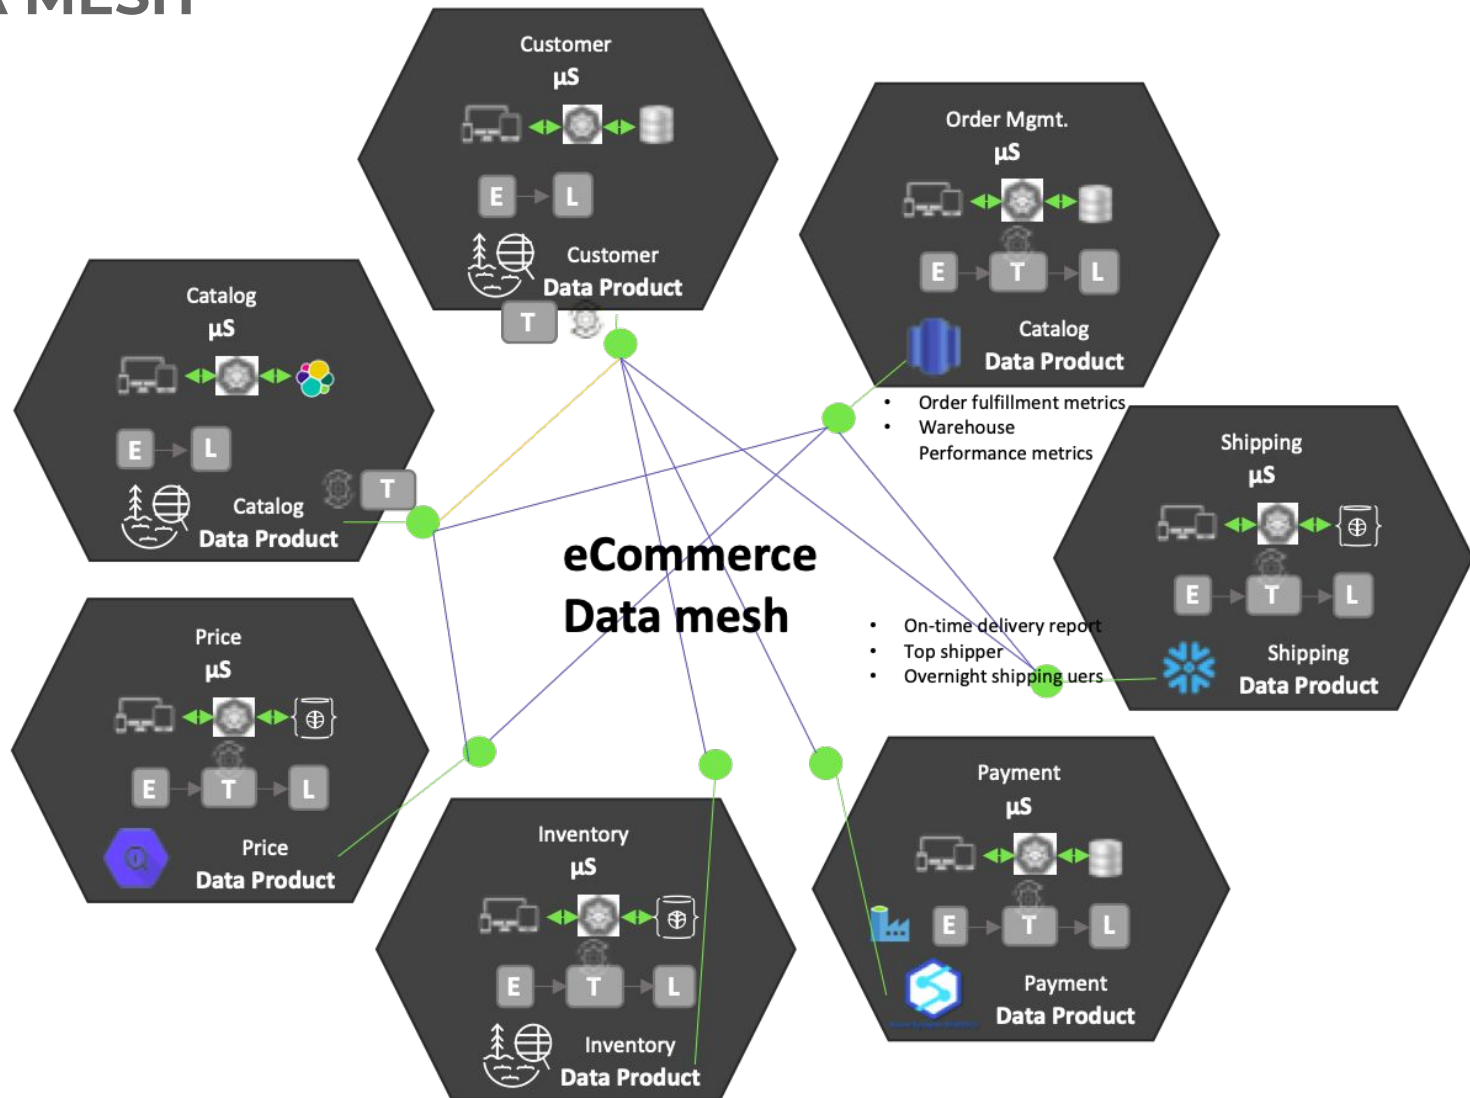 A MESH
Customer
µS
E
L
Customer
Data Product
T
Order Mgmt.
µS
E
T
L
Catalog
Data Product
• Order fulfillment metrics
• Warehouse
Performance metrics
Catalog
µS
E
L
T
Catalog
Data Product
Shipping
µS
E
T
L
Shipping
Data Product
eCommerce
Data mesh
• On-time delivery report
• Top shipper
• Overnight shipping uers
Price
µS
E
T
L
Price
Data Product
Inventory
µS
E
T
L
Inventory
Data Product
Payment
µS
E
T
L
Payment
Data Product